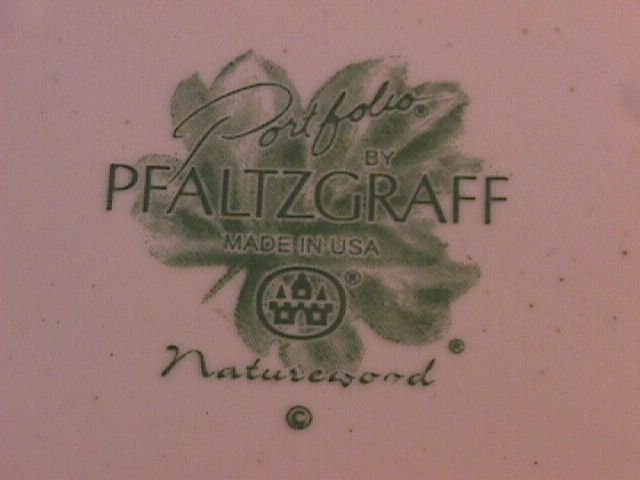 Portfolio®
BY
PFALTZGRAFF
MADE IN USA
®
Naturewood®
©